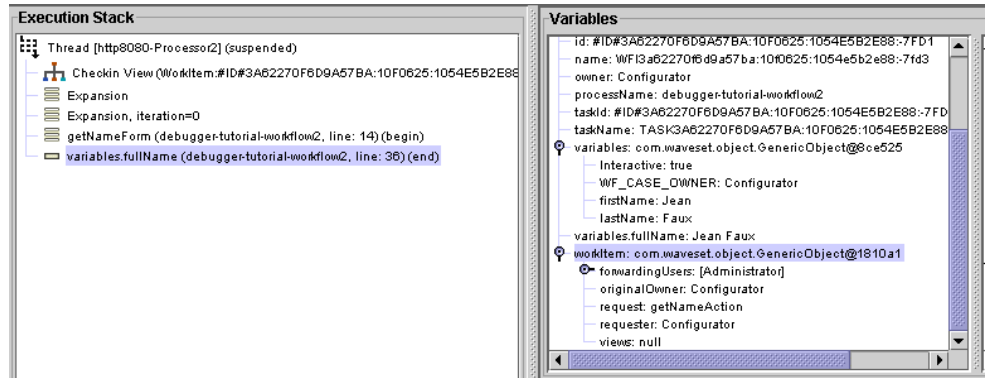 Execution Stack
Thread [http8080-Processor2] (suspended)
Checkin View (WorkItem:#ID#3A62270F6D9A57BA:10F0625:1054E5B2E88
Expansion
Expansion, iteration=0
getNameForm (debugger-tutorial-workflow2, line: 14) (begin)
variables.fullName (debugger-tutorial-workflow2, line: 36) (end)
Variables
id: #ID#3A62270F6D9A57BA:10F0625:1054E5B2E88:-7FD1
name: WFI3a62270f6d9a57ba:10f0625:1054e5b2e88:-7fd3
owner: Configurator
processName: debugger-tutorial-workflow2
taskId: #ID#3A62270F6D9A57BA:10F0625:1054E5B2E88:-7FD
taskName: TASK3A62270F6D9A57BA:10F0625:1054E5B2E88
variables: com.waveset.object.GenericObject@8ce525
Interactive: true
WF_CASE_OWNER: Configurator
firstName: Jean
lastName: Faux
variables.fullName: Jean Faux
workItem: com.waveset.object.GenericObject@1810a1
forwardingUsers: [Administrator]
originalOwner: Configurator
request: getNameAction
requester: Configurator
views: null